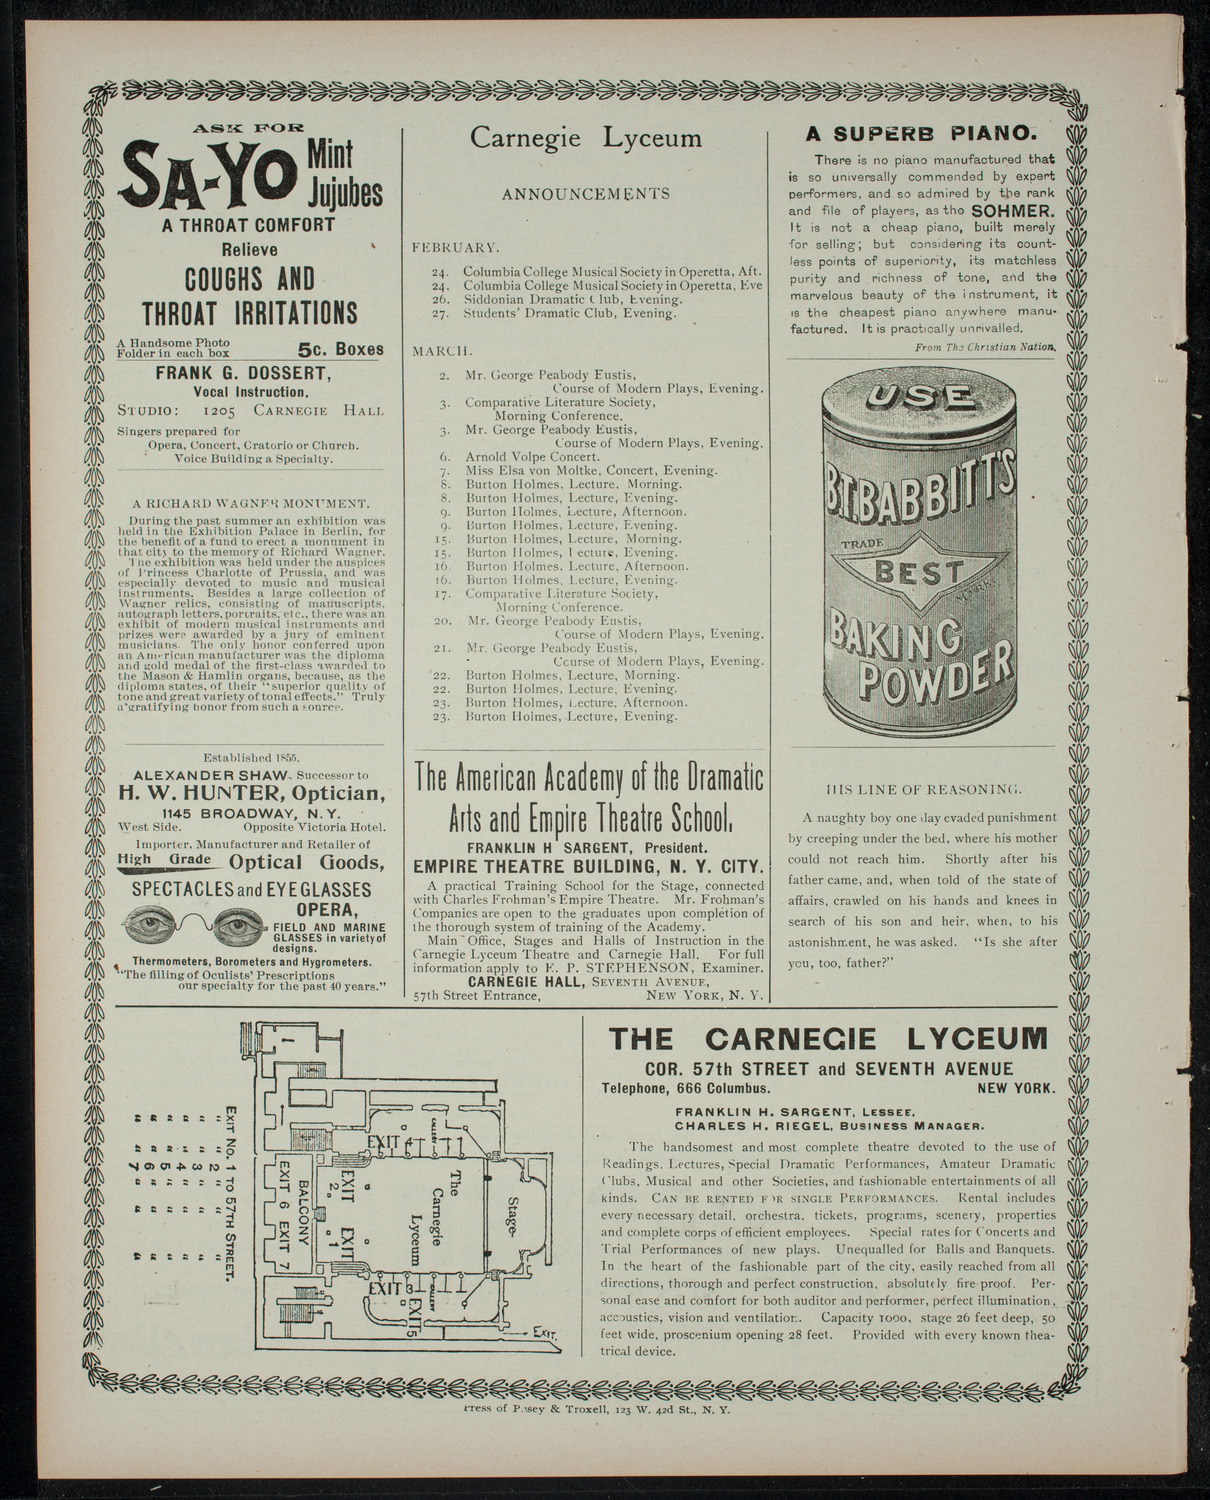 ASK FOR
SA-YO Mint
Jujubes
A THROAT COMFORT
Relieve
COUGHS AND
THROAT IRRITATIONS
A Handsome Photo
Folder in each box
5c. Boxes
FRANK G. DOSSERT,
Vocal Instruction.
STUDIO: 1205 CARNEGIE HALL
Singers prepared for
Opera, Concert, Cratorio or Church.
Voice Building a Specialty.
A RICHARD WAGNER MONUMENT.
During the past summer an exhibition was
held in the Exhibition Palace in Berlin, for
the benefit of a fund to erect a monument in
that city to the memory of Richard Wagner.
The exhibition was held under the auspices
of Princess Charlotte of Prussia, and was
especially devoted to music and musical
instruments. Besides a large collection of
Wagner relics, consisting of manuscripts,
autograph letters, portraits, etc., there was an
exhibit of modern musical instruments and
prizes were awarded by a jury of eminent
musicians. The only honor conferred upon
an American manufacturer was the diploma
and gold medal of the first-class awarded to
the Mason & Hamlin organs, because, as the
diploma states, of their "superior quality of
tone and great variety of tonal effects." Truly
a gratifying honor from such a source.
Established 1855.
ALEXANDER SHAW, Successor to
H. W. HUNTER, Optician,
1145 BROADWAY, N. Y.
West Side. Opposite Victoria Hotel.
Importer, Manufacturer and Retailer of
High Grade Optical Goods,
SPECTACLES and EYEGLASSES
OPERA,
FIELD AND MARINE
GLASSES in variety of
designs.
Thermometers, Borometers and Hygrometers.
"The filling of Oculists' Prescriptions
our specialty for the past 40 years."
Carnegie Lyceum
ANNOUNCEMENTS
FEBRUARY.
24. Columbia College Musical Society in Operetta, Aft.
24. Columbia College Musical Society in Operetta, Eve
26. Siddonian Dramatic Club, Evening.
27. Students' Dramatic Club, Evening.
MARCH.
2. Mr. George Peabody Eustis,
Course of Modern Plays, Evening.
3. Comparative Literature Society,
Morning Conference.
3. Mr. George Peabody Eustis,
Course of Modern Plays, Evening.
6. Arnold Volpe Concert.
7. Miss Elsa von Moltke, Concert, Evening.
8. Burton Holmes, Lecture, Morning.
8. Burton Holmes, Lecture, Evening.
9. Burton Holmes, Lecture, Afternoon.
9. Burton Holmes, Lecture, Evening.
15. Burton Holmes, Lecture, Morning.
15. Burton Holmes, Lecture, Evening.
16. Burton Holmes, Lecture, Afternoon.
16. Burton Holmes, Lecture, Evening.
17. Comparative Literature Society,
Morning Conference.
20. Mr. George Peabody Eustis,
Course of Modern Plays, Evening.
21. Mr. George Peabody Eustis,
Course of Modern Plays, Evening.
22. Burton Holmes, Lecture, Morning.
22. Burton Holmes, Lecture, Evening.
23. Burton Holmes, Lecture, Afternoon.
23. Burton Holmes, Lecture, Evening.
The American Academy of the Dramatic
Arts and Empire Theatre School,
FRANKLIN H SARGENT, President.
EMPIRE THEATRE BUILDING, N. Y. CITY.
A practical Training School for the Stage, connected
with Charles Frohman's Empire Theatre. Mr. Frohman's
Companies are open to the graduates upon completion of
the thorough system of training of the Academy.
Main Office, Stages and Halls of Instruction in the
Carnegie Lyceum Theatre and Carnegie Hall. For full
information apply to E. P. STEPHENSON, Examiner.
CARNEGIE HALL, SEVENTH AVENUE,
57th Street Entrance, NEW YORK, N. Y.
A SUPERB PIANO.
There is no piano manufactured that
is so universally commended by expert
performers, and so admired by the rank
and file of players, as the SOHMER.
It is not a cheap piano, built merely
for selling; but considering its count-
less points of superiority, its matchless
purity and richness of tone, and the
marvelous beauty of the instrument, it
is the cheapest piano anywhere manu-
factured. It is practically unrivalled.
From The Christian Nation.
USE
B.T. BABBITT'S
TRADE
BEST
MARK
BAKING
POWDER
HIS LINE OF REASONING.
A naughty boy one day evaded punishment
by creeping under the bed, where his mother
could not reach him. Shortly after his
father came, and, when told of the state of
affairs, crawled on his hands and knees in
search of his son and heir, when, to his
astonishment, he was asked. "Is she after
you, too, father?"
EXIT No. 1 TO 57TH STREET.
" " 2 " " "
" " 3 " " "
" " 4 " " "
" " 5 " " "
" " 6 " " "
" " 7 " " "
EXIT 4
GALLERY
EXIT 6 EXIT 7
BALCONY
EXIT 2
EXIT 1
The
Carnegie
Lyceum
Stage
EXIT 3
GALLERY
EXIT 5
EXIT.
THE CARNEGIE LYCEUM
COR. 57th STREET and SEVENTH AVENUE
Telephone, 666 Columbus. NEW YORK.
FRANKLIN H. SARGENT, LESSEE.
CHARLES H. RIEGEL, BUSINESS MANAGER.
The handsomest and most complete theatre devoted to the use of
Readings, Lectures, Special Dramatic Performances, Amateur Dramatic
Clubs, Musical and other Societies, and fashionable entertainments of all
kinds. CAN BE RENTED FOR SINGLE PERFORMANCES. Rental includes
every necessary detail, orchestra, tickets, programs, scenery, properties
and complete corps of efficient employees. Special rates for Concerts and
Trial Performances of new plays. Unequalled for Balls and Banquets.
In the heart of the fashionable part of the city, easily reached from all
directions, thorough and perfect construction, absolutely fire-proof. Per-
sonal ease and comfort for both auditor and performer, perfect illumination,
accoustics, vision and ventilation. Capacity 1000, stage 26 feet deep, 50
feet wide, proscenium opening 28 feet. Provided with every known thea-
trical device.
Press of Pusey & Troxell, 123 W. 42d St., N. Y.